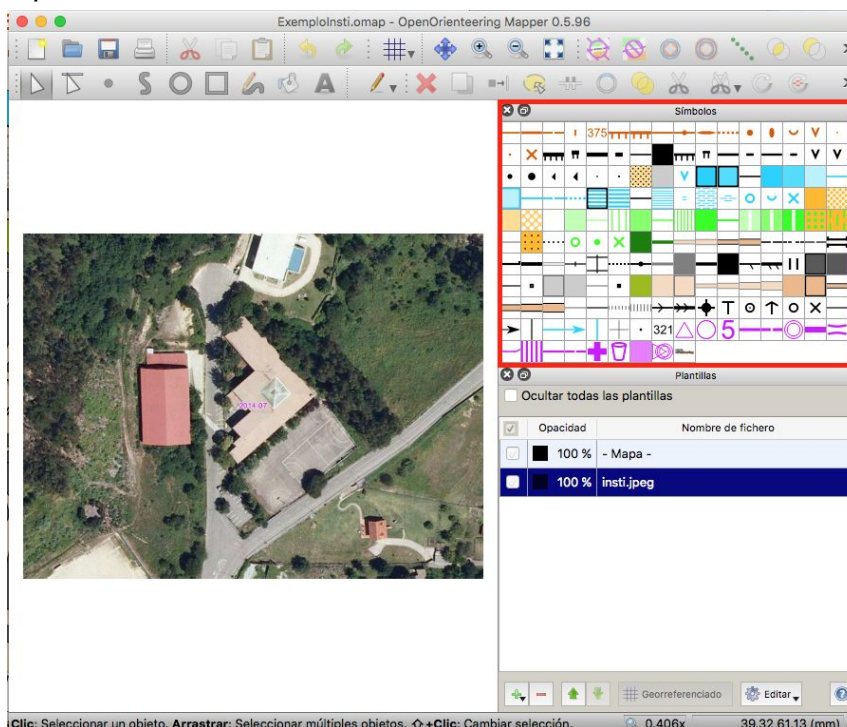 ExemploInsti.omap - OpenOrienteering Mapper 0.5.96
Símbolos
375
321
5
Plantillas
Ocultar todas las plantillas
Opacidad Nombre de fichero
100 % - Mapa -
100 % insti.jpeg
2014-07
Georreferenciado Editar
Clic: Seleccionar un objeto. Arrastrar: Seleccionar múltiples objetos. ⇧+Clic: Cambiar selección. 0.406x 39.32 61.13 (mm)